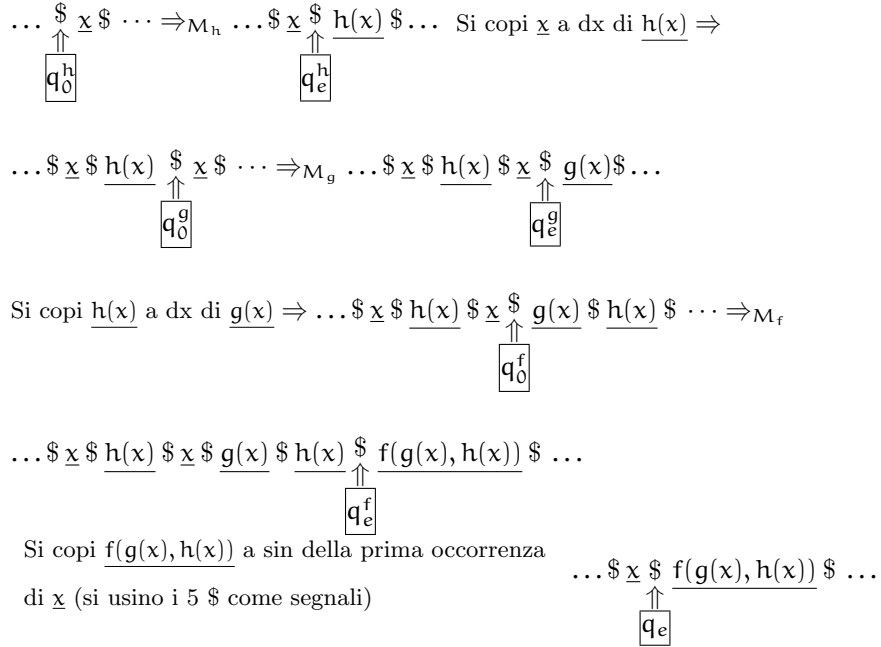 ... $ x $ ··· ⇒_{M_h} ... $ x $ h(x) $ ... Si copi x a dx di h(x) ⇒
⇑ ⇑
q_0^h q_e^h
... $ x $ h(x) $ x $ ··· ⇒_{M_g} ... $ x $ h(x) $ x $ g(x) $ ...
⇑ ⇑
q_0^g q_e^g
Si copi h(x) a dx di g(x) ⇒ ... $ x $ h(x) $ x $ g(x) $ h(x) $ ··· ⇒_{M_f}
⇑
q_0^f
... $ x $ h(x) $ x $ g(x) $ h(x) $ f(g(x), h(x)) $ ...
⇑
q_e^f
Si copi f(g(x), h(x)) a sin della prima occorrenza
di x (si usino i 5 $ come segnali)
... $ x $ f(g(x), h(x)) $ ...
⇑
q_e